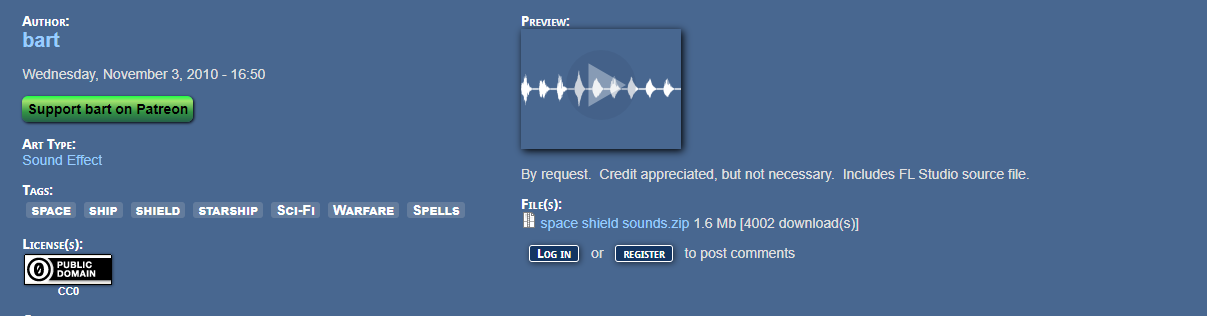 Author:
bart
Wednesday, November 3, 2010 - 16:50
Support bart on Patreon
Art Type:
Sound Effect
Tags:
space ship shield starship Sci-Fi Warfare Spells
License(s):
0 PUBLIC
DOMAIN
CC0
Preview:
By request. Credit appreciated, but not necessary. Includes FL Studio source file.
File(s):
space shield sounds.zip 1.6 Mb [4002 download(s)]
Log in or register to post comments